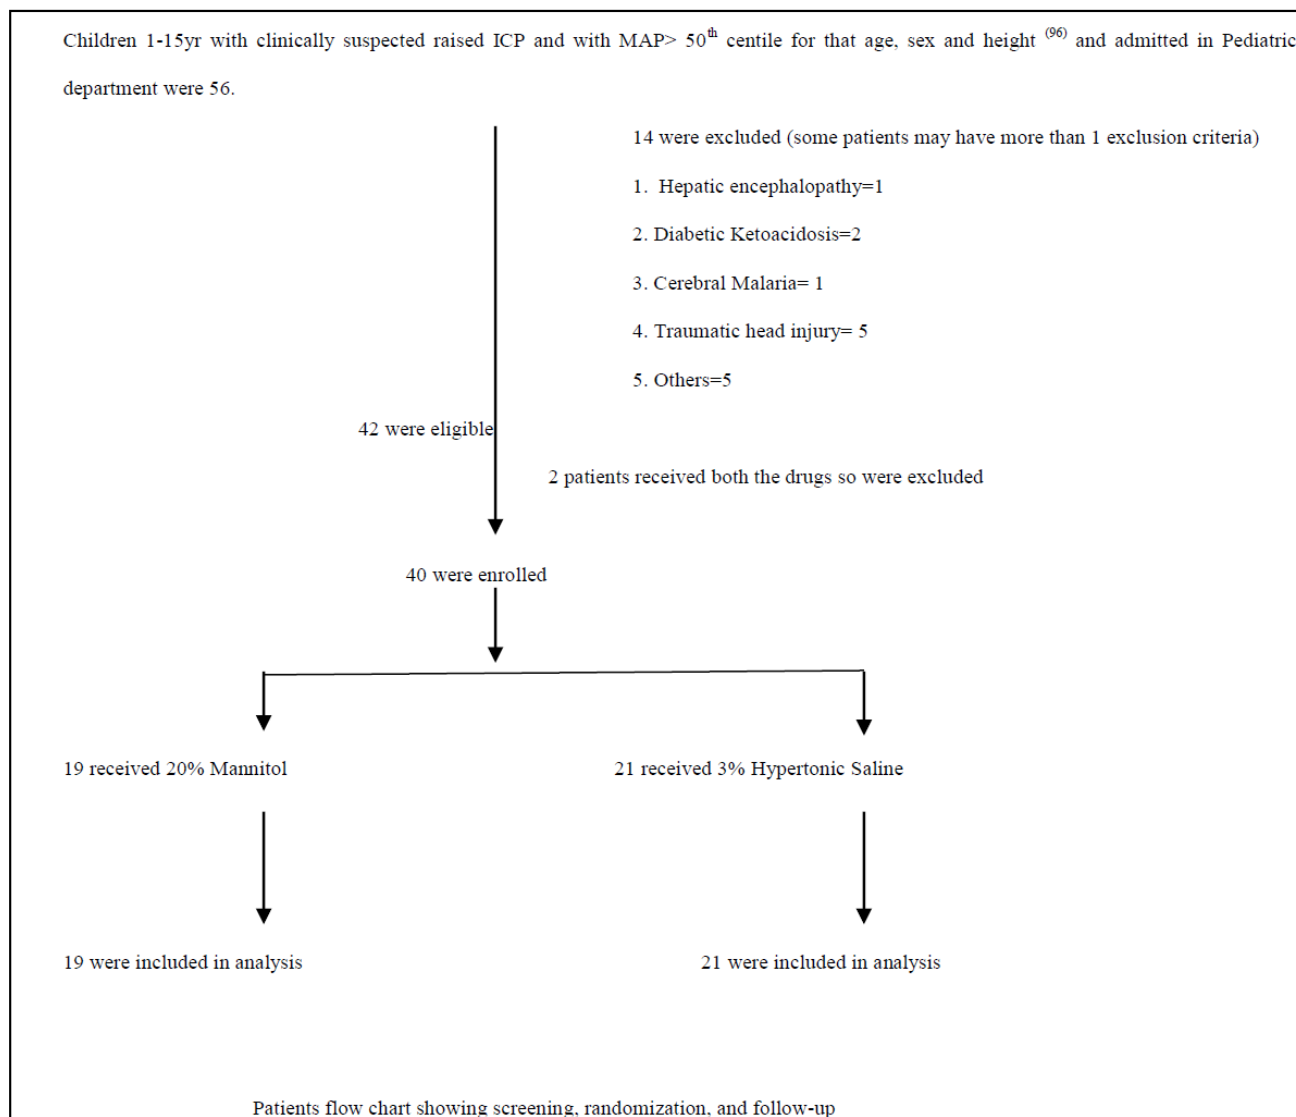 Children 1-15yr with clinically suspected raised ICP and with MAP> 50th centile for that age, sex and height (96) and admitted in Pediatric
department were 56.
14 were excluded (some patients may have more than 1 exclusion criteria)
1. Hepatic encephalopathy=1
2. Diabetic Ketoacidosis=2
3. Cerebral Malaria= 1
4. Traumatic head injury= 5
5. Others=5
42 were eligible
2 patients received both the drugs so were excluded
40 were enrolled
19 received 20% Mannitol
21 received 3% Hypertonic Saline
19 were included in analysis
21 were included in analysis
Patients flow chart showing screening, randomization, and follow-up